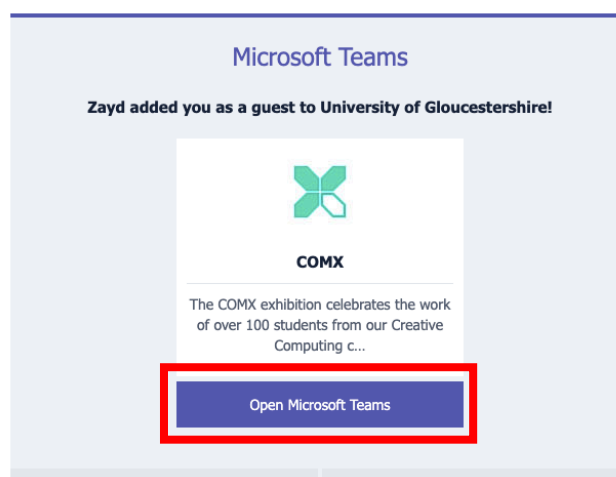 Microsoft Teams
Zayd added you as a guest to University of Gloucestershire!
COMX
The COMX exhibition celebrates the work
of over 100 students from our Creative
Computing c...
Open Microsoft Teams